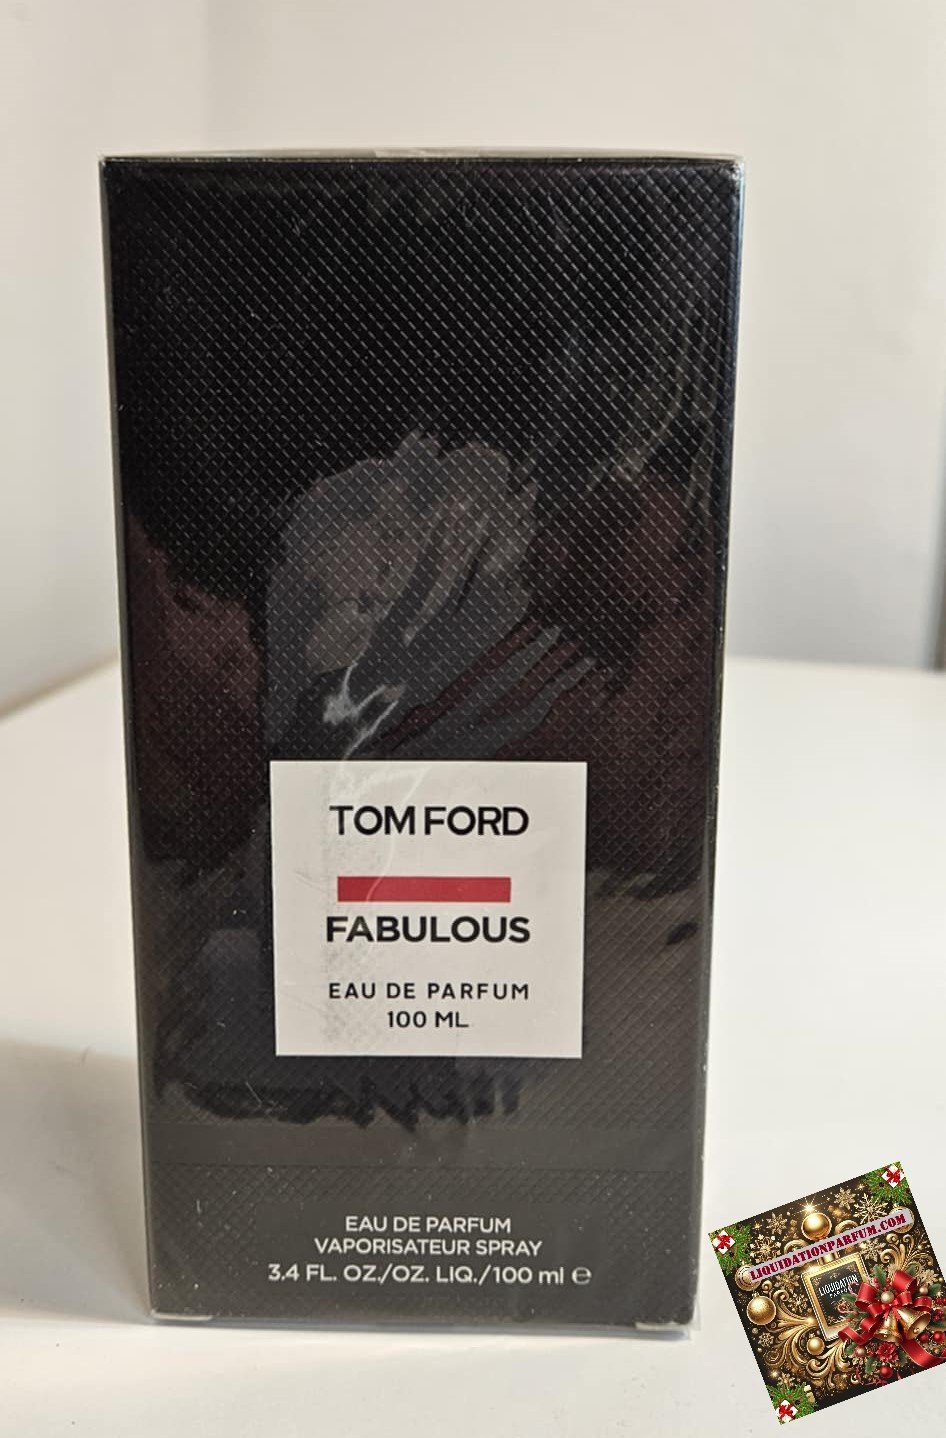 TOM FORD
FABULOUS
EAU DE PARFUM
100 ML
EAU DE PARFUM
VAPORISATEUR SPRAY
3.4 FL. OZ./OZ. LIQ./100 ml ℮
LIQUIDATIONPARFUM.COM
LIQUIDATION